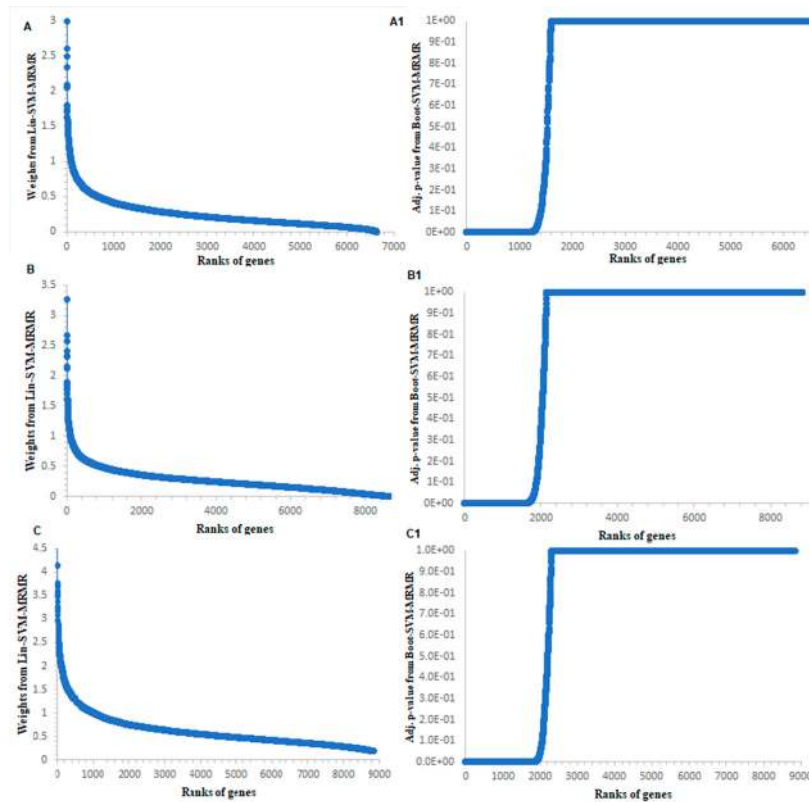 A
Weights from Lin-SVM-MRMR
3
2.5
2
1.5
1
0.5
0
0 1000 2000 3000 4000 5000 6000 7000
Ranks of genes
A1
Adj. p-value from Boot-SVM-MRMR
1E+00
9E-01
8E-01
7E-01
6E-01
5E-01
4E-01
3E-01
2E-01
1E-01
0E+00
0 1000 2000 3000 4000 5000 6000
Ranks of genes
B
Weights from Lin-SVM-MRMR
3.5
3
2.5
2
1.5
1
0.5
0
0 2000 4000 6000 8000
Ranks of genes
B1
Adj. p-value from Boot-SVM-MRMR
1E+00
9E-01
8E-01
7E-01
6E-01
5E-01
4E-01
3E-01
2E-01
1E-01
0E+00
0 2000 4000 6000 8000
Ranks of genes
C
Weights from Lin-SVM-MRMR
4.5
4
3.5
3
2.5
2
1.5
1
0.5
0
0 1000 2000 3000 4000 5000 6000 7000 8000 9000
Ranks of genes
C1
Adj. p-value from Boot-SVM-MRMR
1.0E+00
9.0E-01
8.0E-01
7.0E-01
6.0E-01
5.0E-01
4.0E-01
3.0E-01
2.0E-01
1.0E-01
0.0E+00
0 1000 2000 3000 4000 5000 6000 7000 8000 9000
Ranks of genes